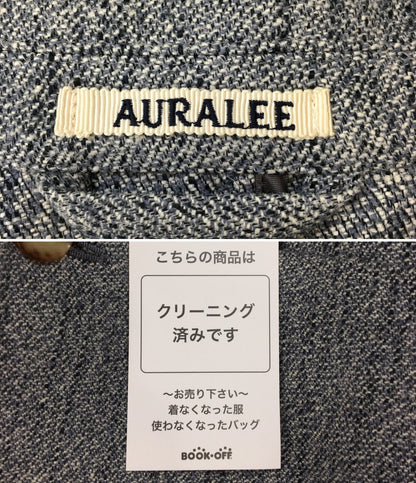 AURALEE
こちらの商品は
クリーニング
済みです
〜お売り下さい〜
着なくなった服
使わなくなったバッグ
BOOK•OFF